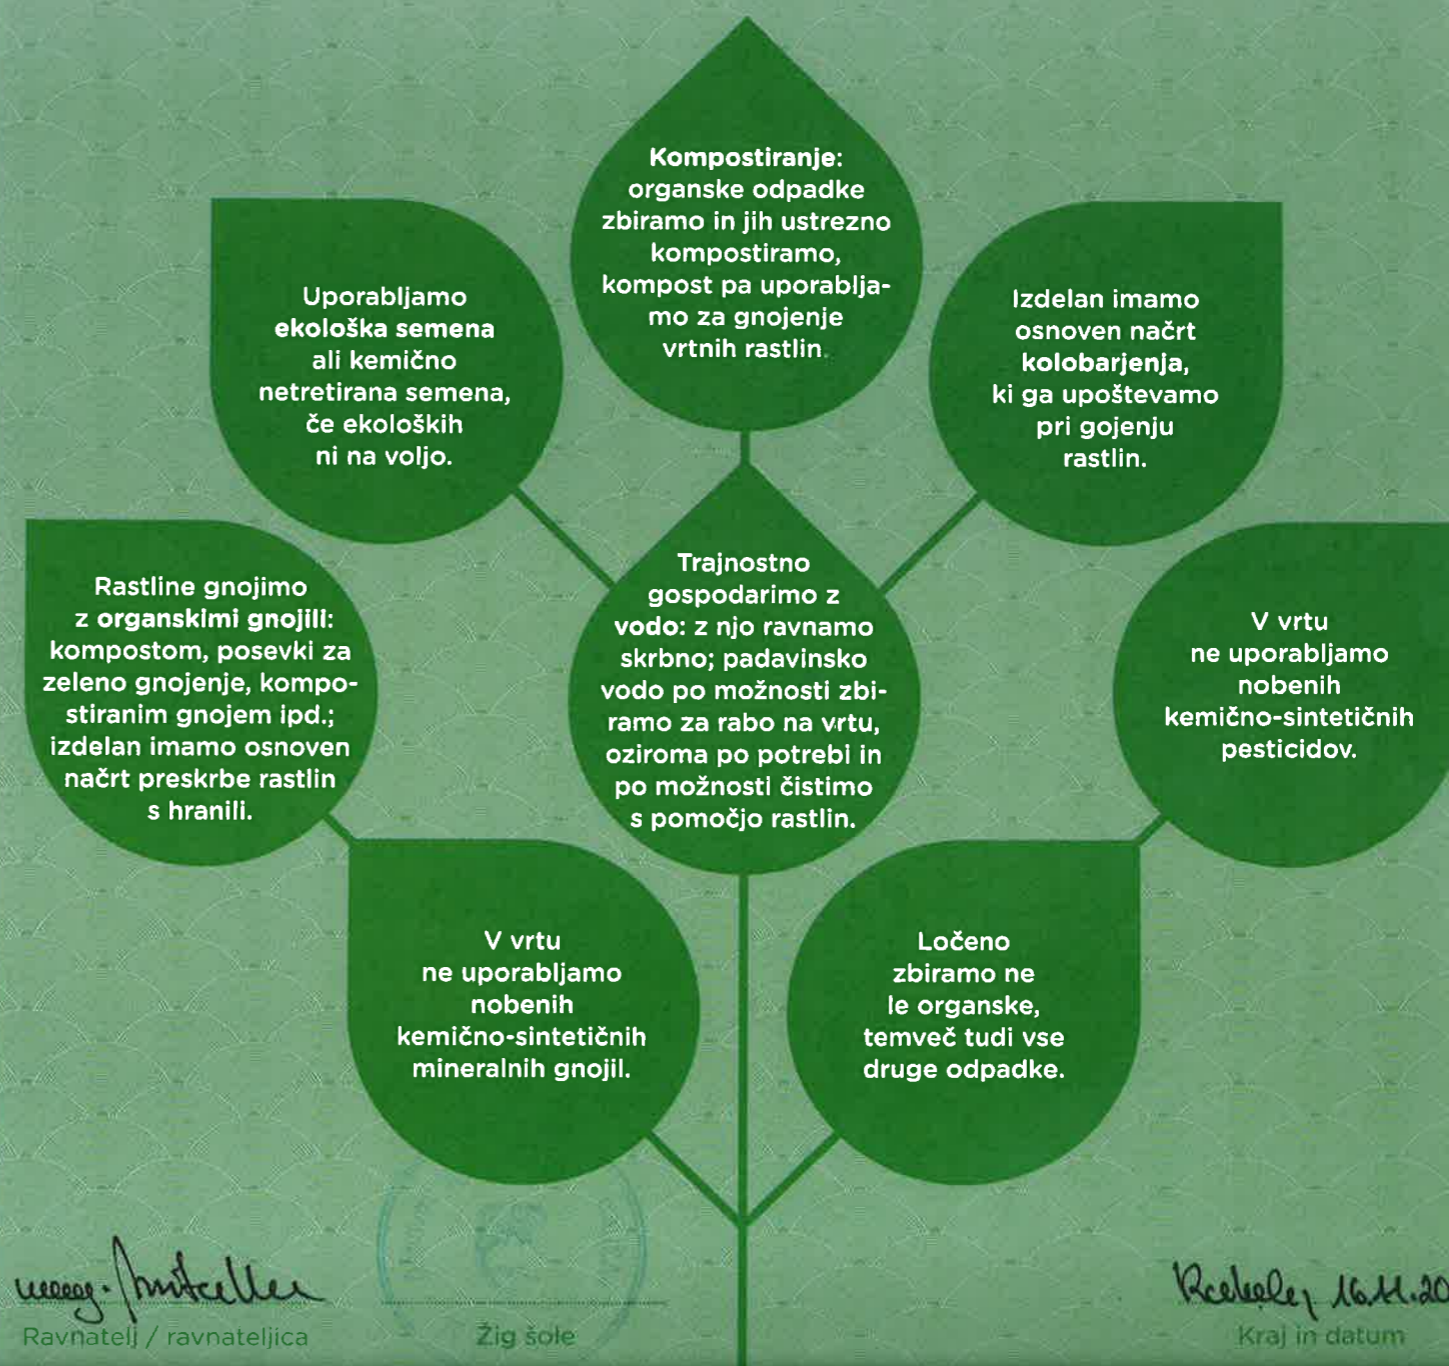 Kompostiranje:
organske odpadke
zbiramo in jih ustrezno
kompostiramo,
kompost pa uporablja-
mo za gnojenje
vrtnih rastlin.
Uporabljamo
ekološka semena
ali kemično
netretirana semena,
če ekoloških
ni na voljo.
Izdelan imamo
osnoven načrt
kolobarjenja,
ki ga upoštevamo
pri gojenju
rastlin.
Rastline gnojimo
z organskimi gnojili:
kompostom, posevki za
zeleno gnojenje, kompo-
stiranim gnojem ipd.;
izdelan imamo osnoven
načrt preskrbe rastlin
s hranili.
Trajnostno
gospodarimo z
vodo: z njo ravnamo
skrbno; padavinsko
vodo po možnosti zbi-
ramo za rabo na vrtu,
oziroma po potrebi in
po možnosti čistimo
s pomočjo rastlin.
V vrtu
ne uporabljamo
nobenih
kemično-sintetičnih
pesticidov.
V vrtu
ne uporabljamo
nobenih
kemično-sintetičnih
mineralnih gnojil.
Ločeno
zbiramo ne
le organske,
temveč tudi vse
druge odpadke.
16.11.20
Ravnatelj / ravnateljica
Žig šole
Kraj in datum